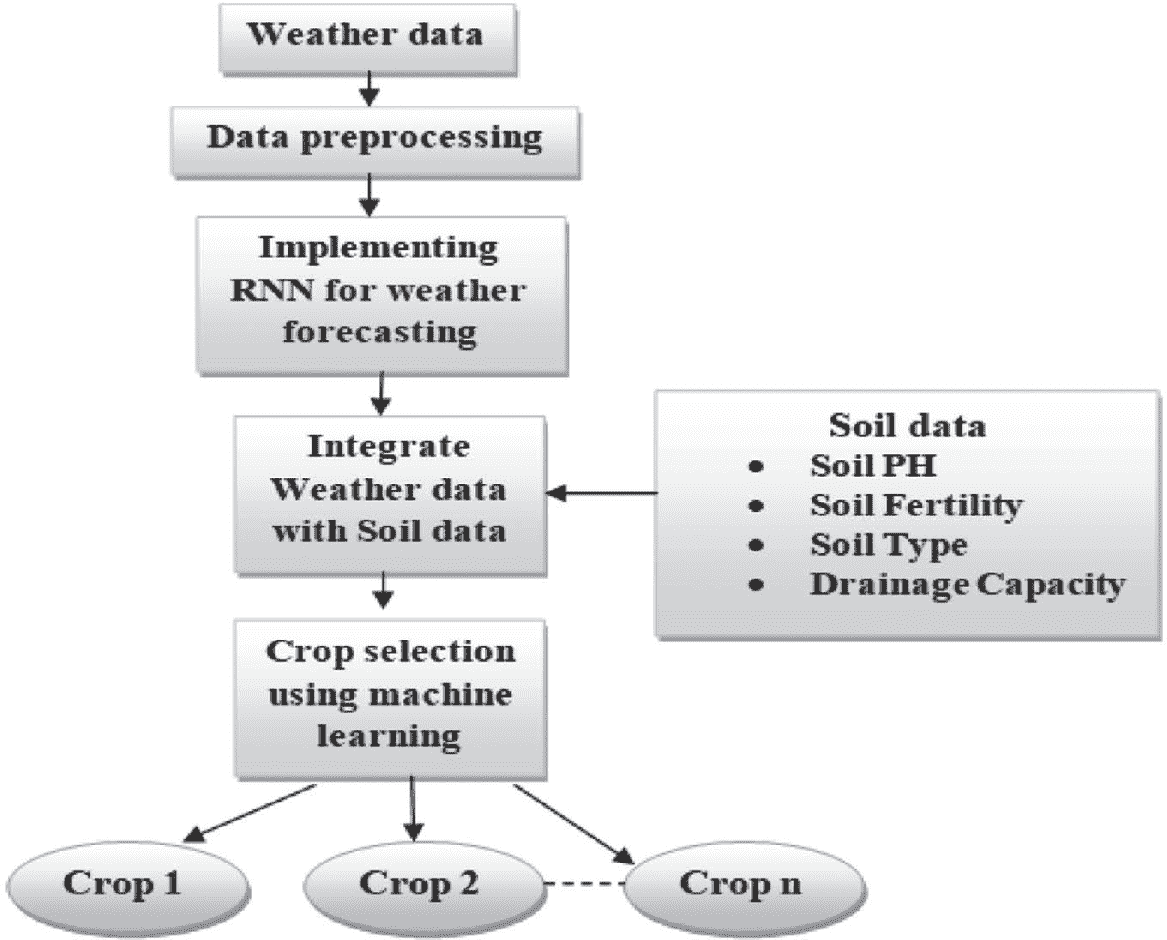 Weather data
Data preprocessing
Implementing
RNN for weather
forecasting
Integrate
Weather data
with Soil data
Soil data
• Soil PH
• Soil Fertility
• Soil Type
• Drainage Capacity
Crop selection
using machine
learning
Crop 1
Crop 2
Crop n